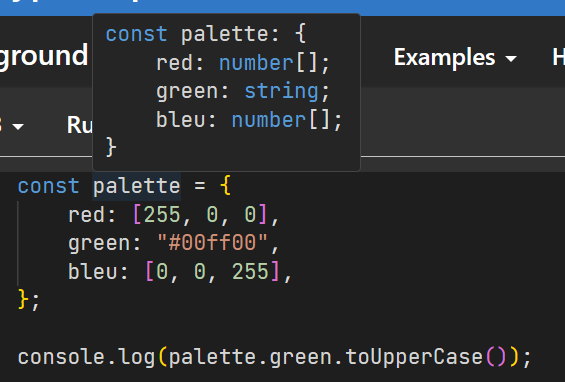 const palette: {
    red: number[];
    green: string;
    bleu: number[];
}
ground
Examples
Ru
const palette = {
    red: [255, 0, 0],
    green: "#00ff00",
    bleu: [0, 0, 255],
};
console.log(palette.green.toUpperCase());